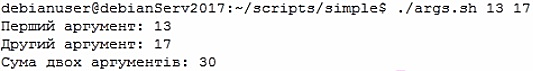 debianuser@debianServ2017:~/scripts/simple$ ./args.sh 13 17
Перший аргумент: 13
Другий аргумент: 17
Сума двох аргументів: 30